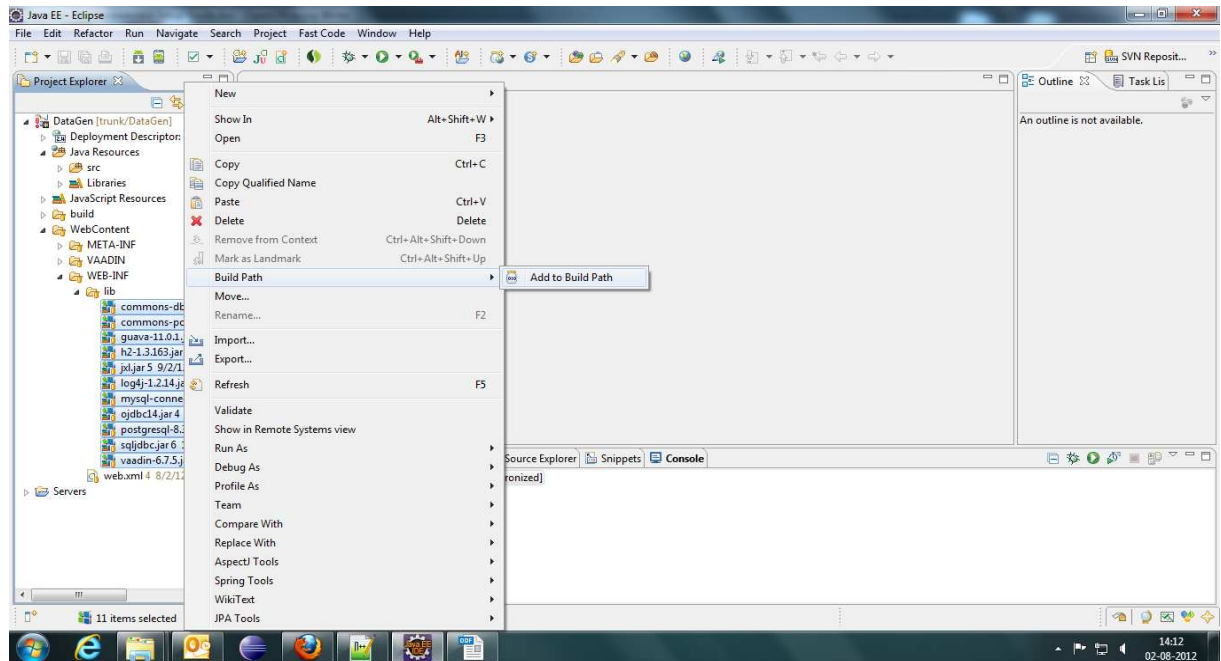 Java EE - Eclipse
File Edit Refactor Run Navigate Search Project Fast Code Window Help
SVN Reposit...
Project Explorer
DataGen [trunk/DataGen]
Deployment Descriptor:
Java Resources
src
Libraries
JavaScript Resources
build
WebContent
META-INF
VAADIN
WEB-INF
lib
commons-db
commons-po
guava-11.0.1.
h2-1.3.163.jar
jxl.jar 5 9/2/1
log4j-1.2.14.ja
mysql-conne
ojdbc14.jar 4
postgresql-8.
sqljdbc.jar 6
vaadin-6.7.5.j
web.xml 4 8/2/12
Servers
New
Show In Alt+Shift+W
Open F3
Copy Ctrl+C
Copy Qualified Name
Paste Ctrl+V
Delete Delete
Remove from Context Ctrl+Alt+Shift+Down
Mark as Landmark Ctrl+Alt+Shift+Up
Build Path
Move...
Rename... F2
Import...
Export...
Refresh F5
Validate
Show in Remote Systems view
Run As
Debug As
Profile As
Team
Compare With
Replace With
AspectJ Tools
Spring Tools
WikiText
JPA Tools
Add to Build Path
Outline Task Lis
An outline is not available.
Source Explorer Snippets Console
ronized]
11 items selected
14:12
02-08-2012